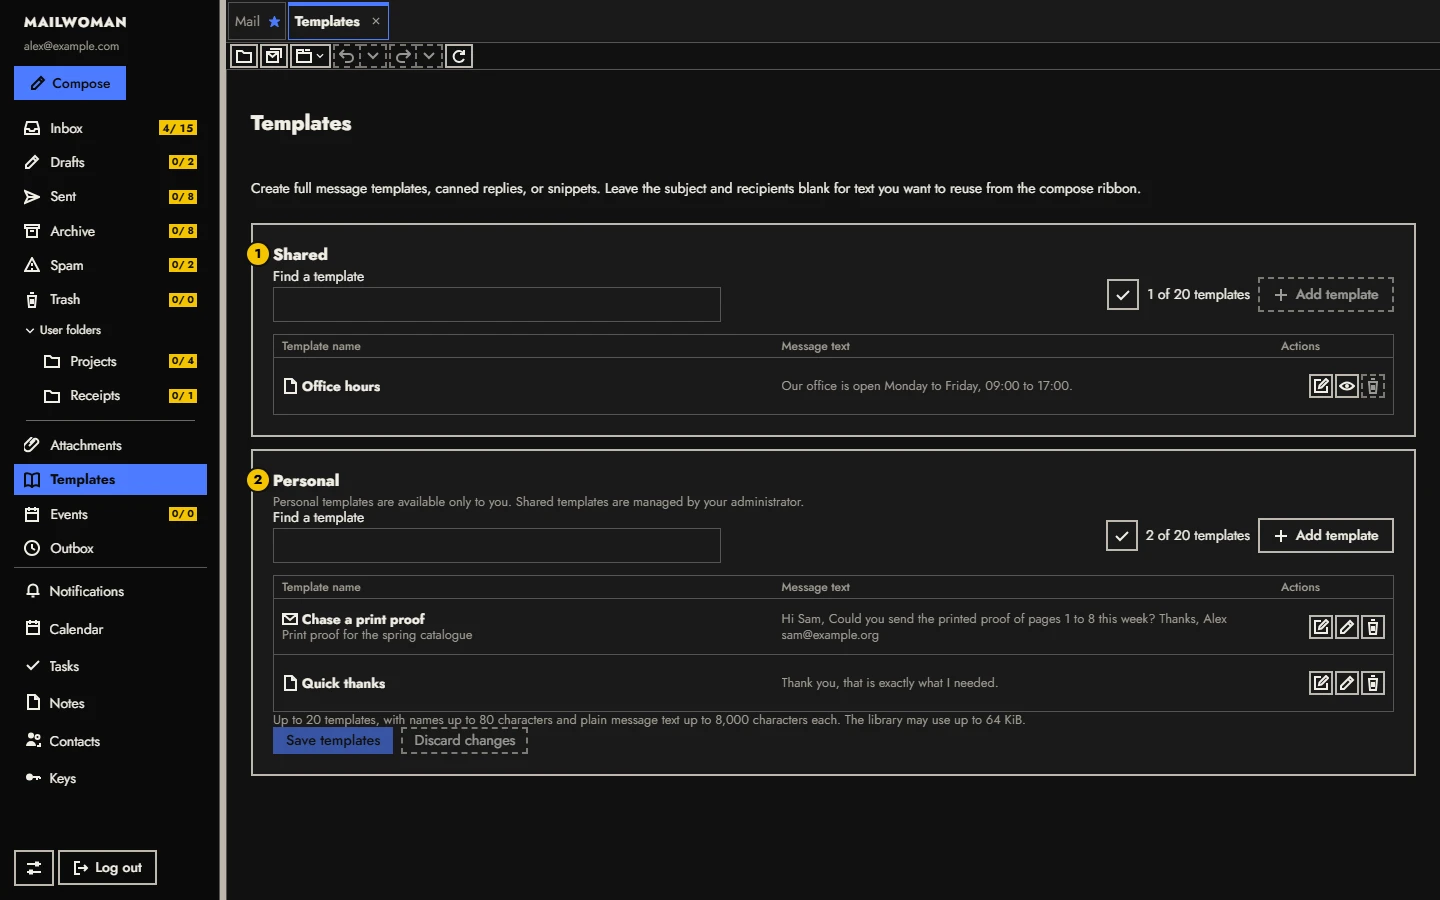 MAILWOMAN
alex@example.com
Compose
Inbox 4/ 15
Drafts 0/ 2
Sent 0/ 8
Archive 0/ 8
Spam 0/ 2
Trash 0/ 0
User folders
Projects 0/ 4
Receipts 0/ 1
Attachments
Templates
Events 0/ 0
Outbox
Notifications
Calendar
Tasks
Notes
Contacts
Keys
Log out
Mail
Templates
Templates
Create full message templates, canned replies, or snippets. Leave the subject and recipients blank for text you want to reuse from the compose ribbon.
1 Shared
Find a template
1 of 20 templates
Add template
Template name Message text Actions
Office hours Our office is open Monday to Friday, 09:00 to 17:00.
2 Personal
Personal templates are available only to you. Shared templates are managed by your administrator.
Find a template
2 of 20 templates
Add template
Template name Message text Actions
Chase a print proof Hi Sam, Could you send the printed proof of pages 1 to 8 this week? Thanks, Alex
Print proof for the spring catalogue sam@example.org
Quick thanks Thank you, that is exactly what I needed.
Up to 20 templates, with names up to 80 characters and plain message text up to 8,000 characters each. The library may use up to 64 KiB.
Save templates Discard changes